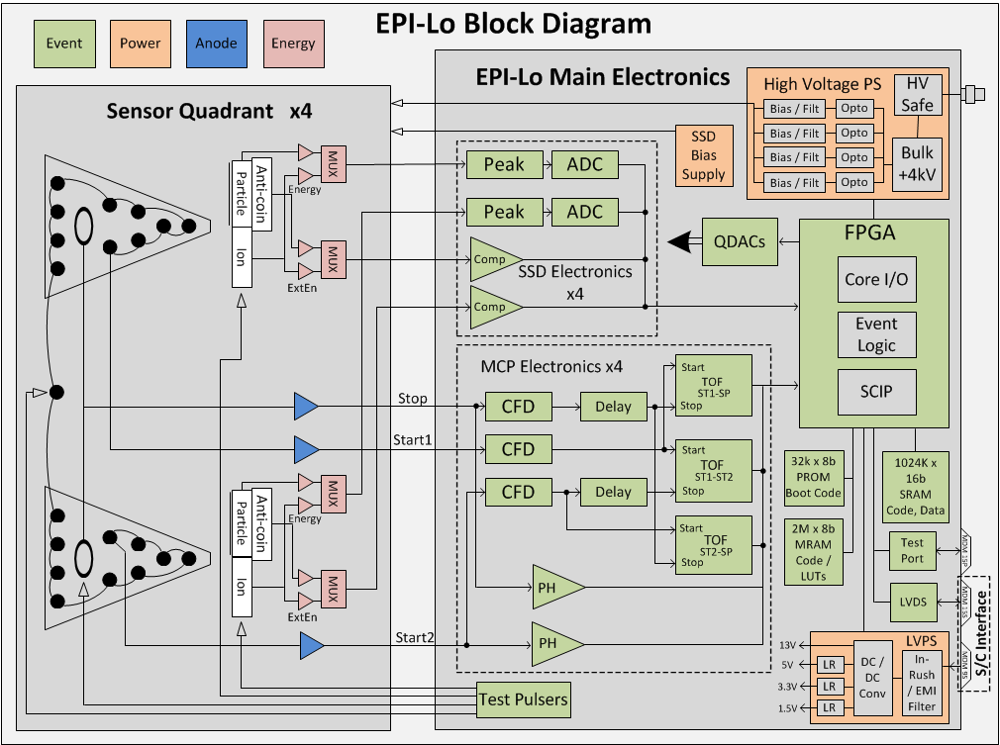 EPI-Lo Block Diagram
Event
Power
Anode
Energy
Sensor Quadrant x4
Particle
Anti-coin
Ion
Energy
ExtEn
MUX
MUX
Particle
Anti-coin
Ion
Energy
ExtEn
MUX
MUX
Stop
Start1
Start2
EPI-Lo Main Electronics
SSD
Bias
Supply
High Voltage PS
Bias / Filt
Opto
Bias / Filt
Opto
Bias / Filt
Opto
Bias / Filt
Opto
HV
Safe
Bulk
+4kV
Peak
ADC
Peak
ADC
Comp
Comp
SSD Electronics
x4
QDACs
FPGA
Core I/O
Event
Logic
SCIP
MCP Electronics x4
CFD
Delay
CFD
CFD
Delay
Start
TOF
ST1-SP
Stop
Start
TOF
ST1-ST2
Stop
Start
TOF
ST2-SP
Stop
PH
PH
Test Pulsers
32k x 8b
PROM
Boot Code
1024K x
16b
SRAM
Code, Data
2M x 8b
MRAM
Code /
LUTs
Test
Port
LVDS
MDM 15P
MDM 15S
MDM 9S
S/C Interface
LVPS
13V
5V
3.3V
1.5V
LR
LR
LR
DC /
DC
Conv
In-
Rush
/ EMI
Filter